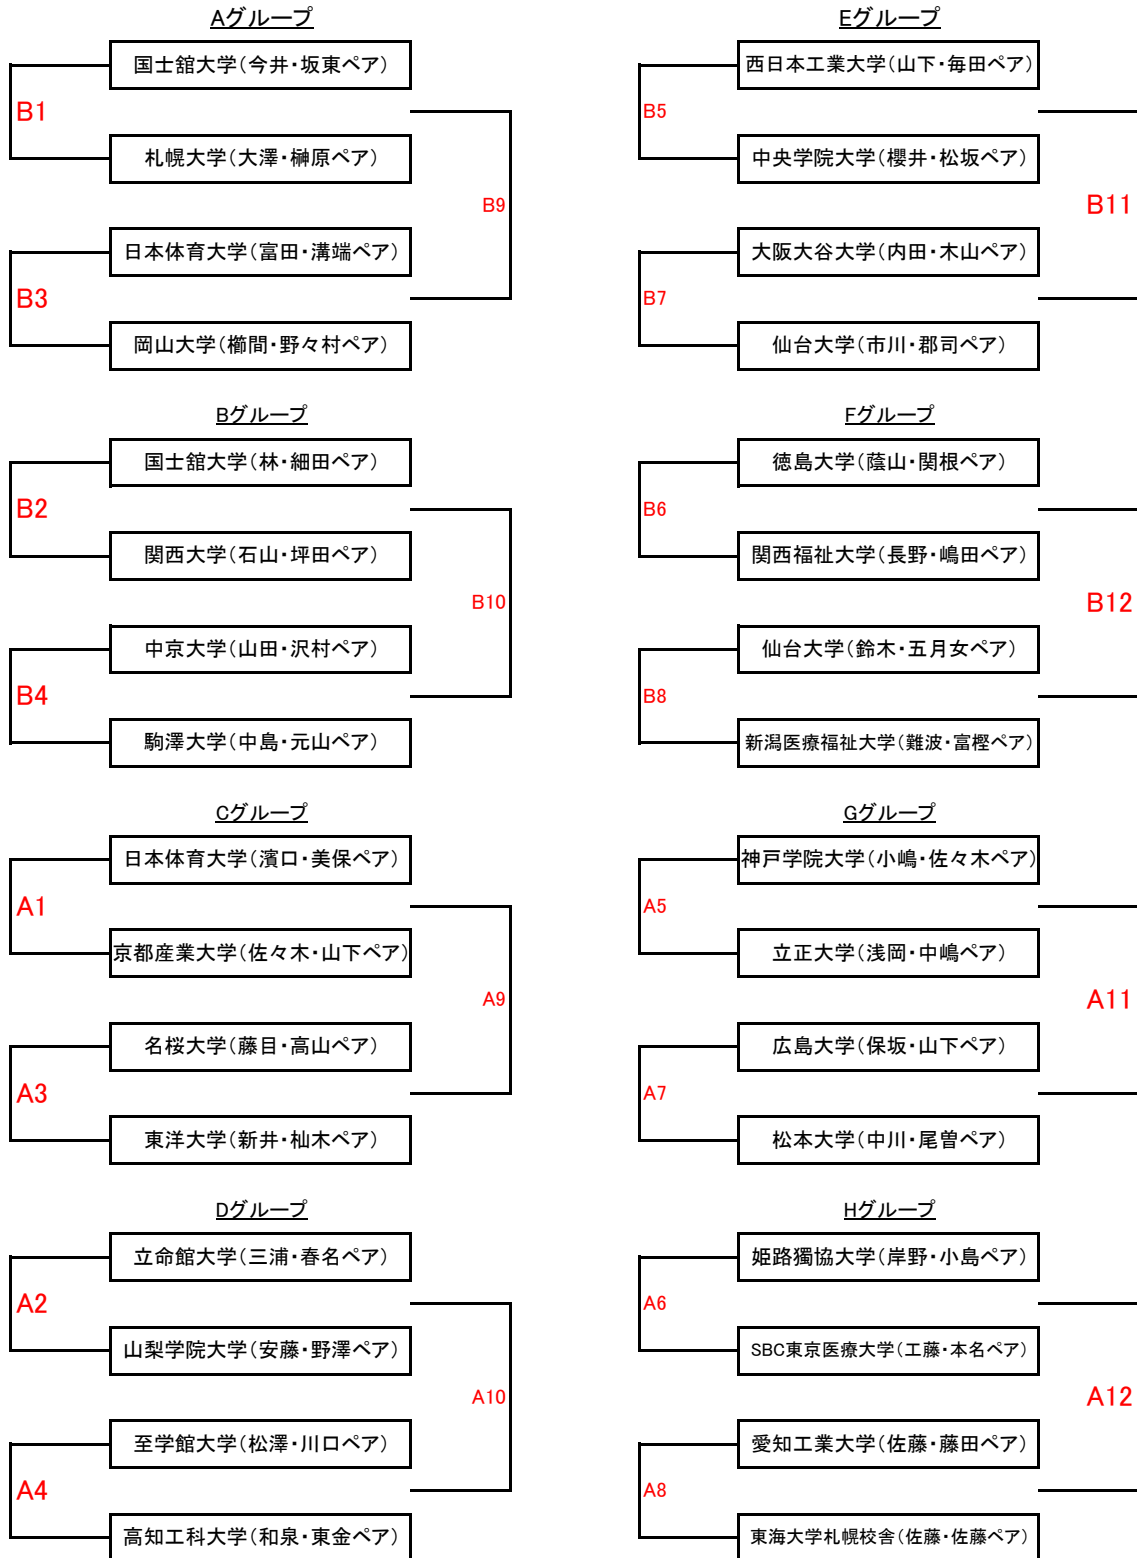 Aグループ
国士舘大学(今井・坂東ペア)
B1
札幌大学(大澤・榊原ペア)
B9
日本体育大学(富田・溝端ペア)
B3
岡山大学(櫛間・野々村ペア)
Bグループ
国士舘大学(林・細田ペア)
B2
関西大学(石山・坪田ペア)
B10
中京大学(山田・沢村ペア)
B4
駒澤大学(中島・元山ペア)
Cグループ
日本体育大学(濱口・美保ペア)
A1
京都産業大学(佐々木・山下ペア)
A9
名桜大学(藤目・高山ペア)
A3
東洋大学(新井・杣木ペア)
Dグループ
立命館大学(三浦・春名ペア)
A2
山梨学院大学(安藤・野澤ペア)
A10
至学館大学(松澤・川口ペア)
A4
高知工科大学(和泉・東金ペア)
Eグループ
西日本工業大学(山下・毎田ペア)
B5
中央学院大学(櫻井・松坂ペア)
B11
大阪大谷大学(内田・木山ペア)
B7
仙台大学(市川・郡司ペア)
Fグループ
徳島大学(蔭山・関根ペア)
B6
関西福祉大学(長野・嶋田ペア)
B12
仙台大学(鈴木・五月女ペア)
B8
新潟医療福祉大学(難波・富樫ペア)
Gグループ
神戸学院大学(小嶋・佐々木ペア)
A5
立正大学(浅岡・中嶋ペア)
A11
広島大学(保坂・山下ペア)
A7
松本大学(中川・尾曽ペア)
Hグループ
姫路獨協大学(岸野・小島ペア)
A6
SBC東京医療大学(工藤・本名ペア)
A12
愛知工業大学(佐藤・藤田ペア)
A8
東海大学札幌校舎(佐藤・佐藤ペア)